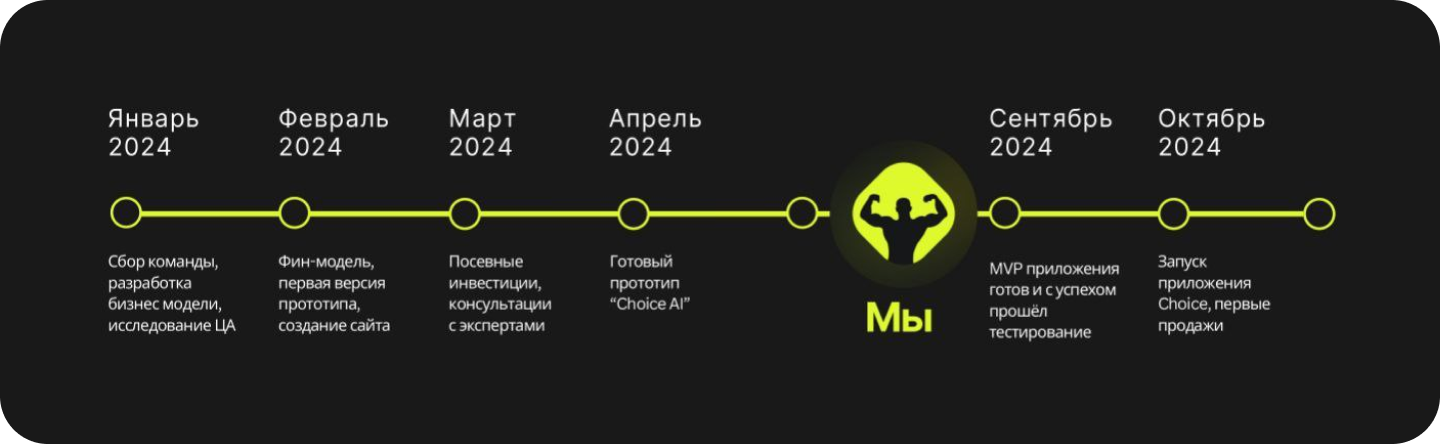 Январь
2024
Сбор команды,
разработка
бизнес модели,
исследование ЦА
Февраль
2024
Фин-модель,
первая версия
прототипа,
создание сайта
Март
2024
Посевные
инвестиции,
консультации
с экспертами
Апрель
2024
Готовый
прототип
“Choice AI”
Мы
Сентябрь
2024
MVP приложения
готов и с успехом
прошёл
тестирование
Октябрь
2024
Запуск
приложения
Choice, первые
продажи